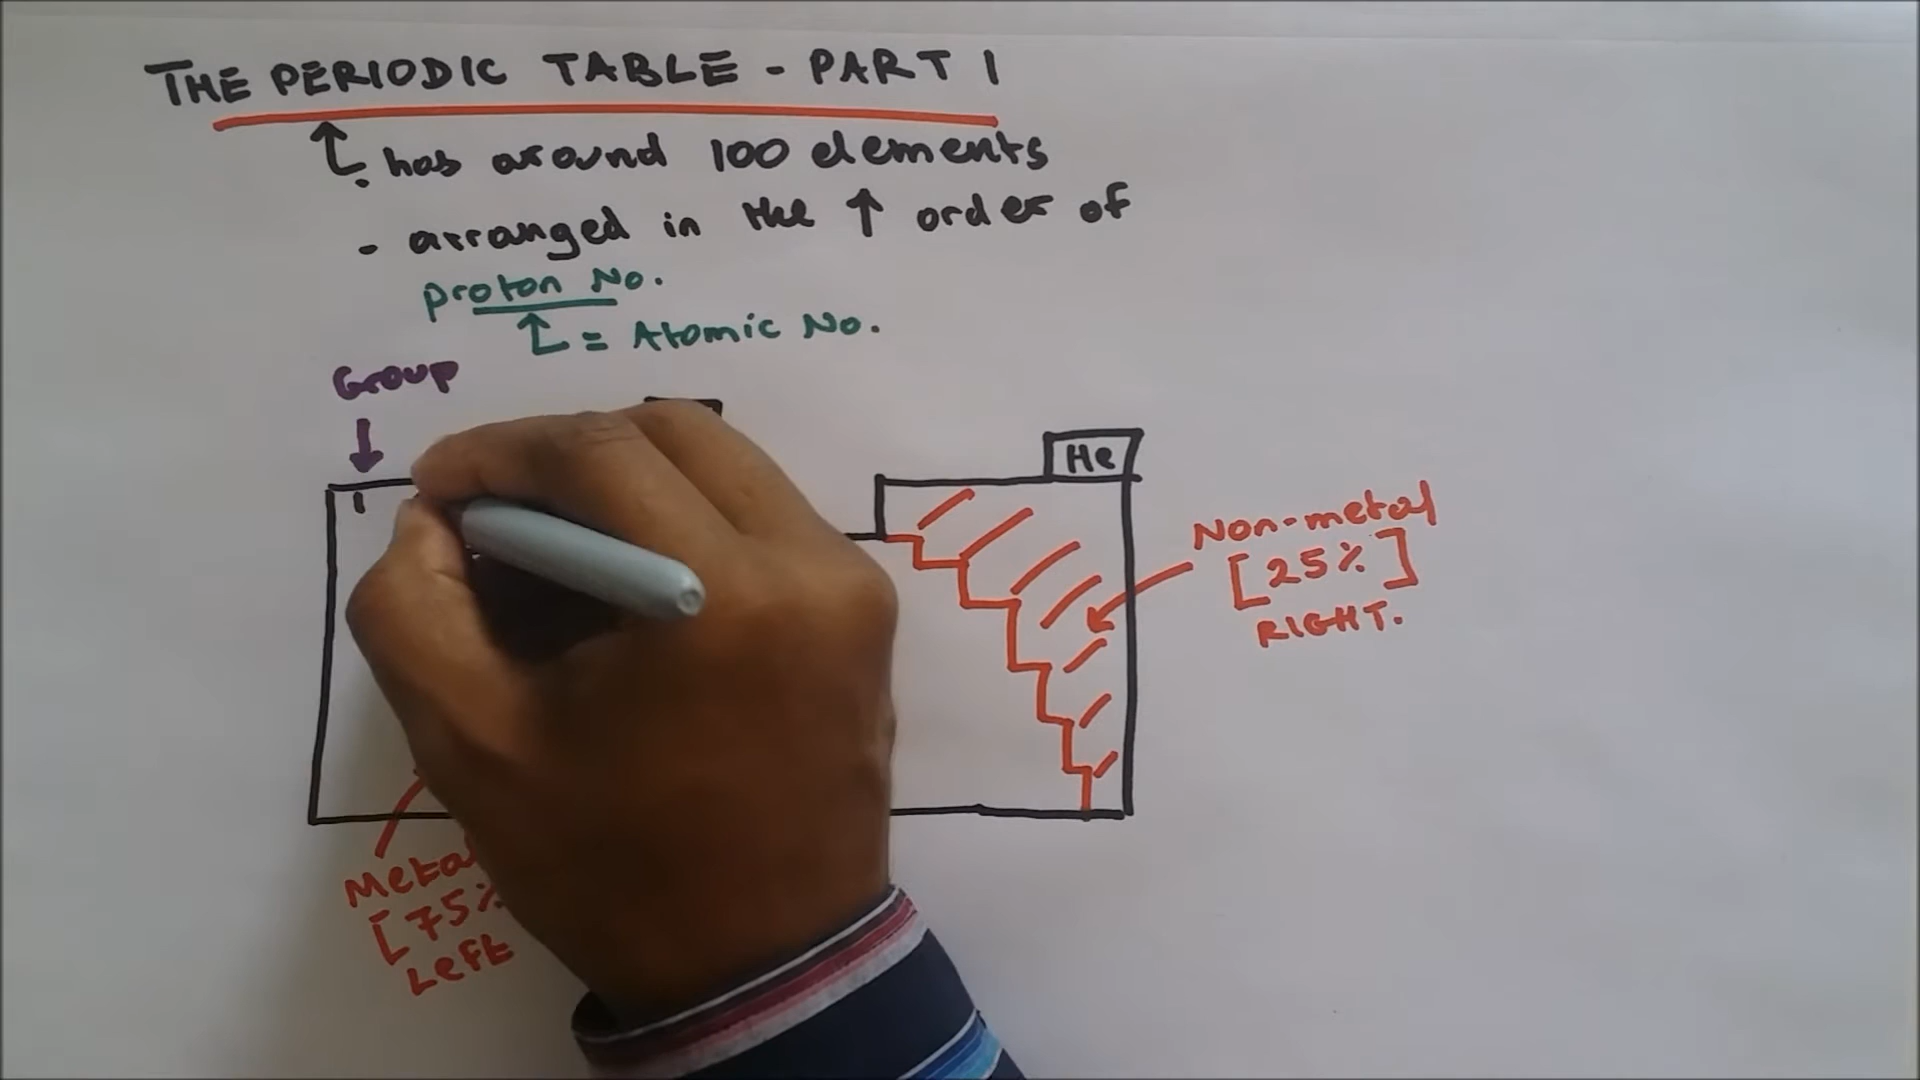 THE PERIODIC TABLE - PART 1
• has around 100 elements
- arranged in the ↑ order of
proton No.
= Atomic No.
Group
1
He
Non-metal
[25%]
RIGHT.
[75%
Left